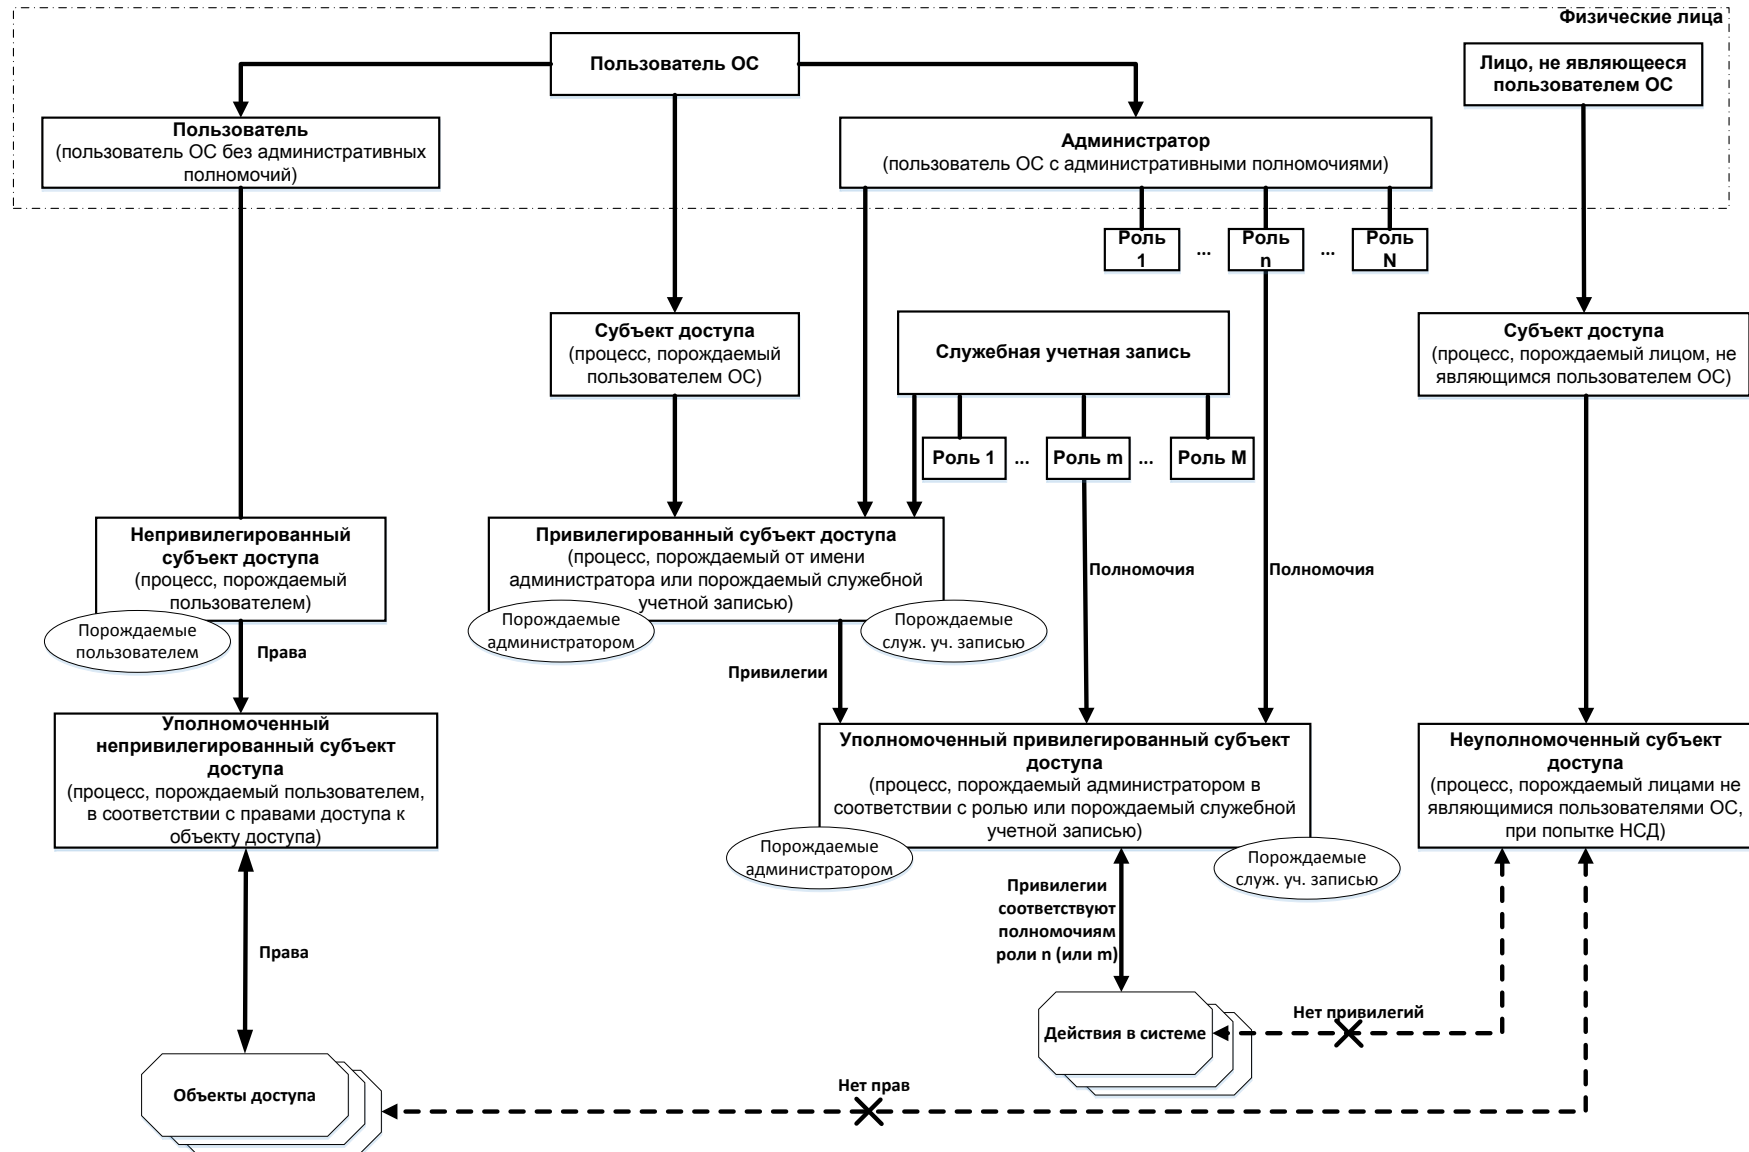 Физические лица
Пользователь ОС
Лицо, не являющееся
пользователем ОС
Пользователь
(пользователь ОС без административных
полномочий)
Администратор
(пользователь ОС с административными полномочиями)
Роль
1
...
Роль
n
...
Роль
N
Субъект доступа
(процесс, порождаемый
пользователем ОС)
Служебная учетная запись
Субъект доступа
(процесс, порождаемый лицом, не
являющимся пользователем ОС)
Роль 1
...
Роль m
...
Роль M
Непривилегированный
субъект доступа
(процесс, порождаемый
пользователем)
Порождаемые
пользователем
Привилегированный субъект доступа
(процесс, порождаемый от имени
администратора или порождаемый служебной
учетной записью)
Порождаемые
администратором
Порождаемые
служ. уч. записью
Полномочия
Полномочия
Права
Привилегии
Уполномоченный
непривилегированный субъект
доступа
(процесс, порождаемый пользователем,
в соответствии с правами доступа к
объекту доступа)
Уполномоченный привилегированный субъект
доступа
(процесс, порождаемый администратором в
соответствии с ролью или порождаемый служебной
учетной записью)
Порождаемые
администратором
Порождаемые
служ. уч. записью
Неуполномоченный субъект
доступа
(процесс, порождаемый лицами не
являющимися пользователями ОС,
при попытке НСД)
Права
Привилегии
соответствуют
полномочиям
роли n (или m)
Действия в системе
Нет привилегий
Объекты доступа
Нет прав